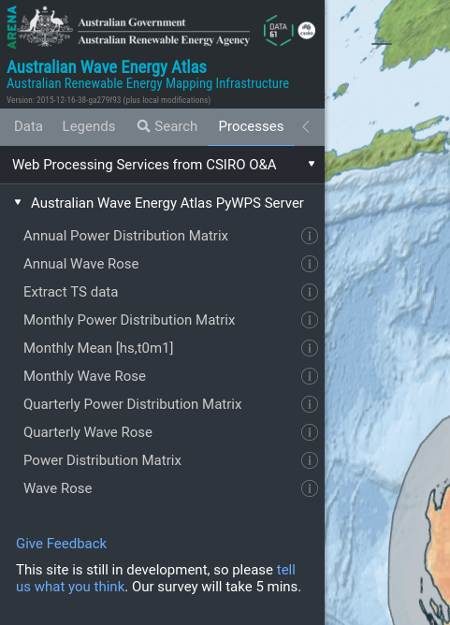 ARENA
Australian Government
Australian Renewable Energy Agency
DATA
61
CSIRO
Australian Wave Energy Atlas
Australian Renewable Energy Mapping Infrastructure
Version: 2015-12-16-38-ga279f93 (plus local modifications)
Data Legends Search Processes
Web Processing Services from CSIRO O&A
Australian Wave Energy Atlas PyWPS Server
Annual Power Distribution Matrix
Annual Wave Rose
Extract TS data
Monthly Power Distribution Matrix
Monthly Mean [hs,t0m1]
Monthly Wave Rose
Quarterly Power Distribution Matrix
Quarterly Wave Rose
Power Distribution Matrix
Wave Rose
Give Feedback
This site is still in development, so please tell
us what you think. Our survey will take 5 mins.